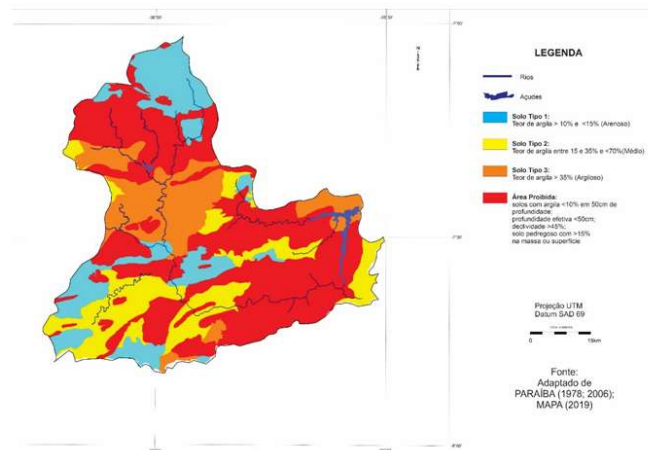 LEGENDA
Rios
Açudes
Solo Tipo 1:
Teor de argila > 10% e <15% (Arenoso)
Solo Tipo 2:
Teor de argila entre 15 e 35% e <70%(Médio)
Solo Tipo 3:
Teor de argila > 35% (Argiloso)
Área Proibida:
solos com argila <10% em 50cm de
profundidade;
profundidade efetiva <50cm;
declividade >45%;
solo pedregoso com >15%
na massa ou superfície
Projeção UTM
Datum SAD 69
0 15km
Fonte:
Adaptado de
PARAÍBA (1978; 2006);
MAPA (2019)